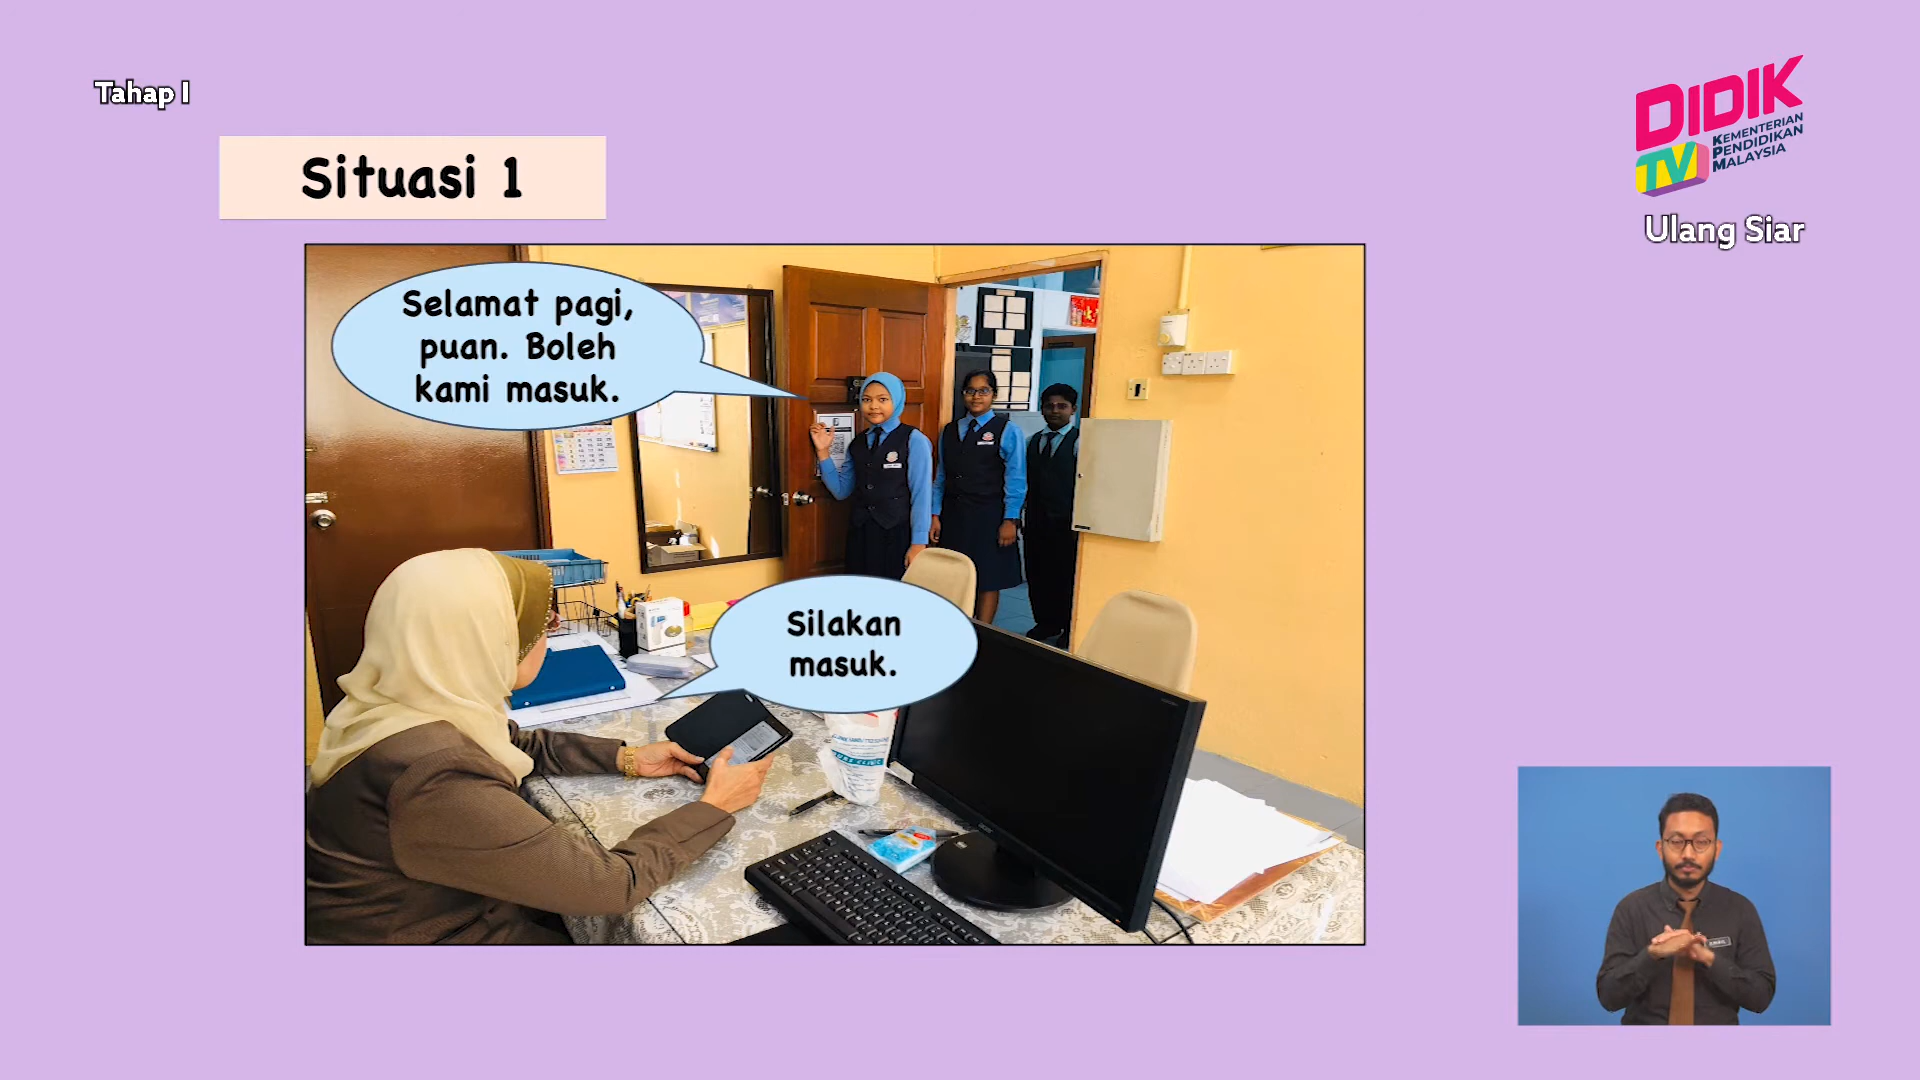 Tahap I
DIDIK
TV
KEMENTERIAN
PENDIDIKAN
MALAYSIA
Ulang Siar
Situasi 1
Selamat pagi,
puan. Boleh
kami masuk.
Silakan
masuk.